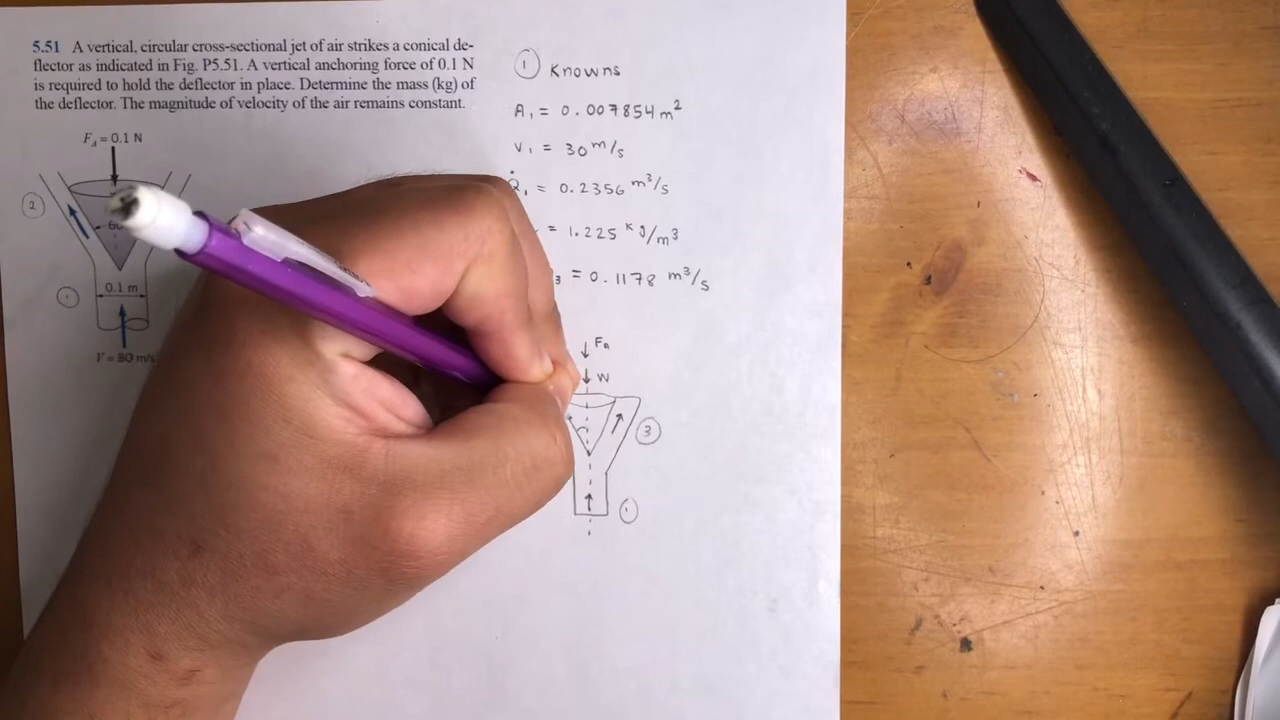 5.51 A vertical, circular cross-sectional jet of air strikes a conical de-
flector as indicated in Fig. P5.51. A vertical anchoring force of 0.1 N
is required to hold the deflector in place. Determine the mass (kg) of
the deflector. The magnitude of velocity of the air remains constant.
F_A = 0.1 N
2
0.1 m
1
V = 30 m/s
1 Knowns
A₁ = 0.007854 m²
V₁ = 30 m/s
Q̇₁ = 0.2356 m³/s
= 1.225 kg/m³
3 = 0.1178 m³/s
F_A
W
3
1